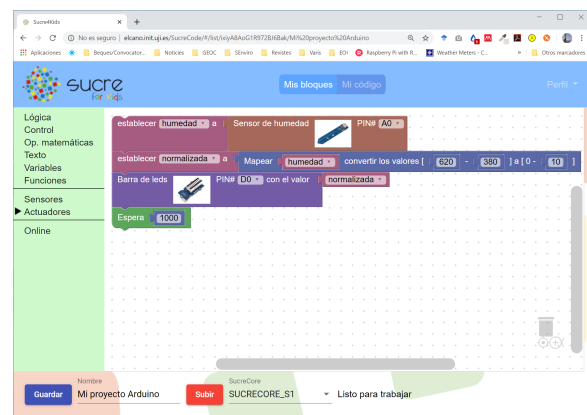 Sucre4Kids
No es seguro | elcano.init.uji.es/SucreCode/#/list/ixiyA8AoG1R972BJ6Bak/Mi%20proyecto%20Arduino
Aplicaciones Beques/Convocator... Noticies GEOC SEnviro Revistes Varis EOI Raspberry Pi with R... Weather Meters - C... » Otros marcadores
sucre
for kids
Mis bloques Mi código
Perfil
Lógica
Control
Op. matemáticas
Texto
Variables
Funciones
Sensores
Actuadores
Online
establecer humedad a Sensor de humedad PIN# A0
establecer normalizada a Mapear humedad convertir los valores [ 620 - 380 ] a [ 0 - 10 ]
Barra de leds PIN# D0 con el valor normalizada
Espera 1000
Nombre
Guardar Mi proyecto Arduino
SucreCore
Subir SUCRECORE_S1 Listo para trabajar